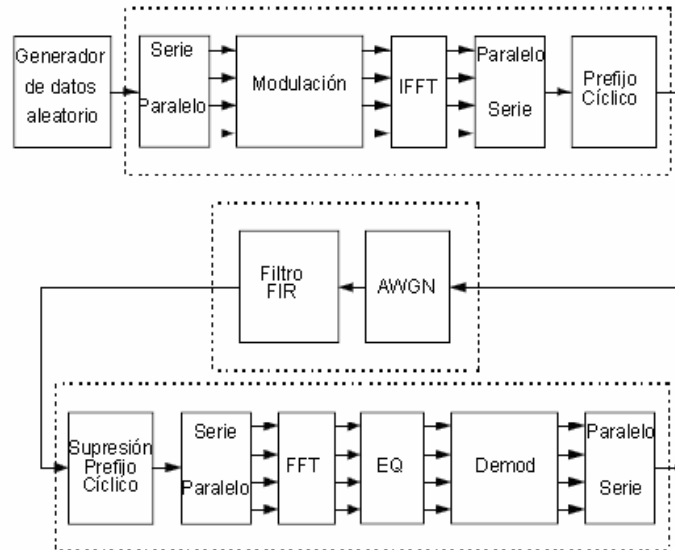 Generador
de datos
aleatorio
Serie
Paralelo
Modulación
IFFT
Paralelo
Serie
Prefijo
Cíclico
Filtro
FIR
AWGN
Supresión
Prefijo
Cíclico
Serie
Paralelo
FFT
EQ
Demod
Paralelo
Serie